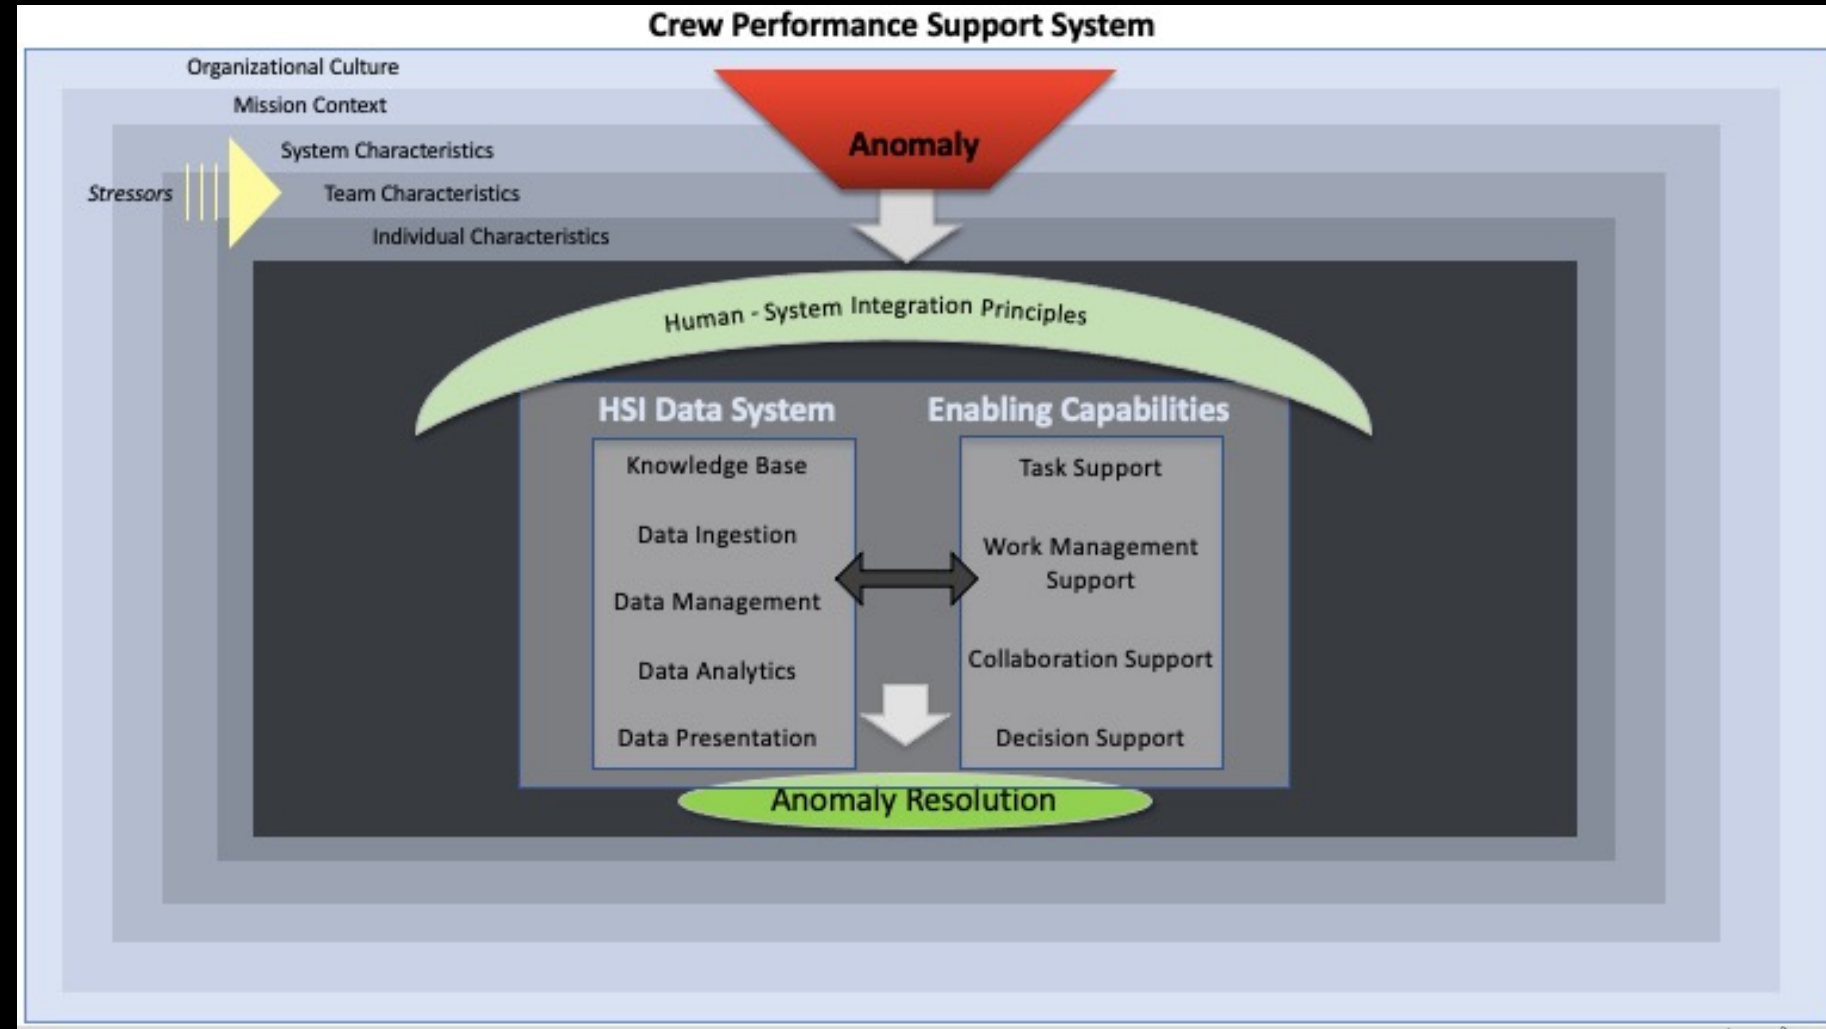 Crew Performance Support System
Organizational Culture
Mission Context
System Characteristics
Stressors
Team Characteristics
Individual Characteristics
Anomaly
Human - System Integration Principles
HSI Data System
Knowledge Base
Data Ingestion
Data Management
Data Analytics
Data Presentation
Enabling Capabilities
Task Support
Work Management
Support
Collaboration Support
Decision Support
Anomaly Resolution